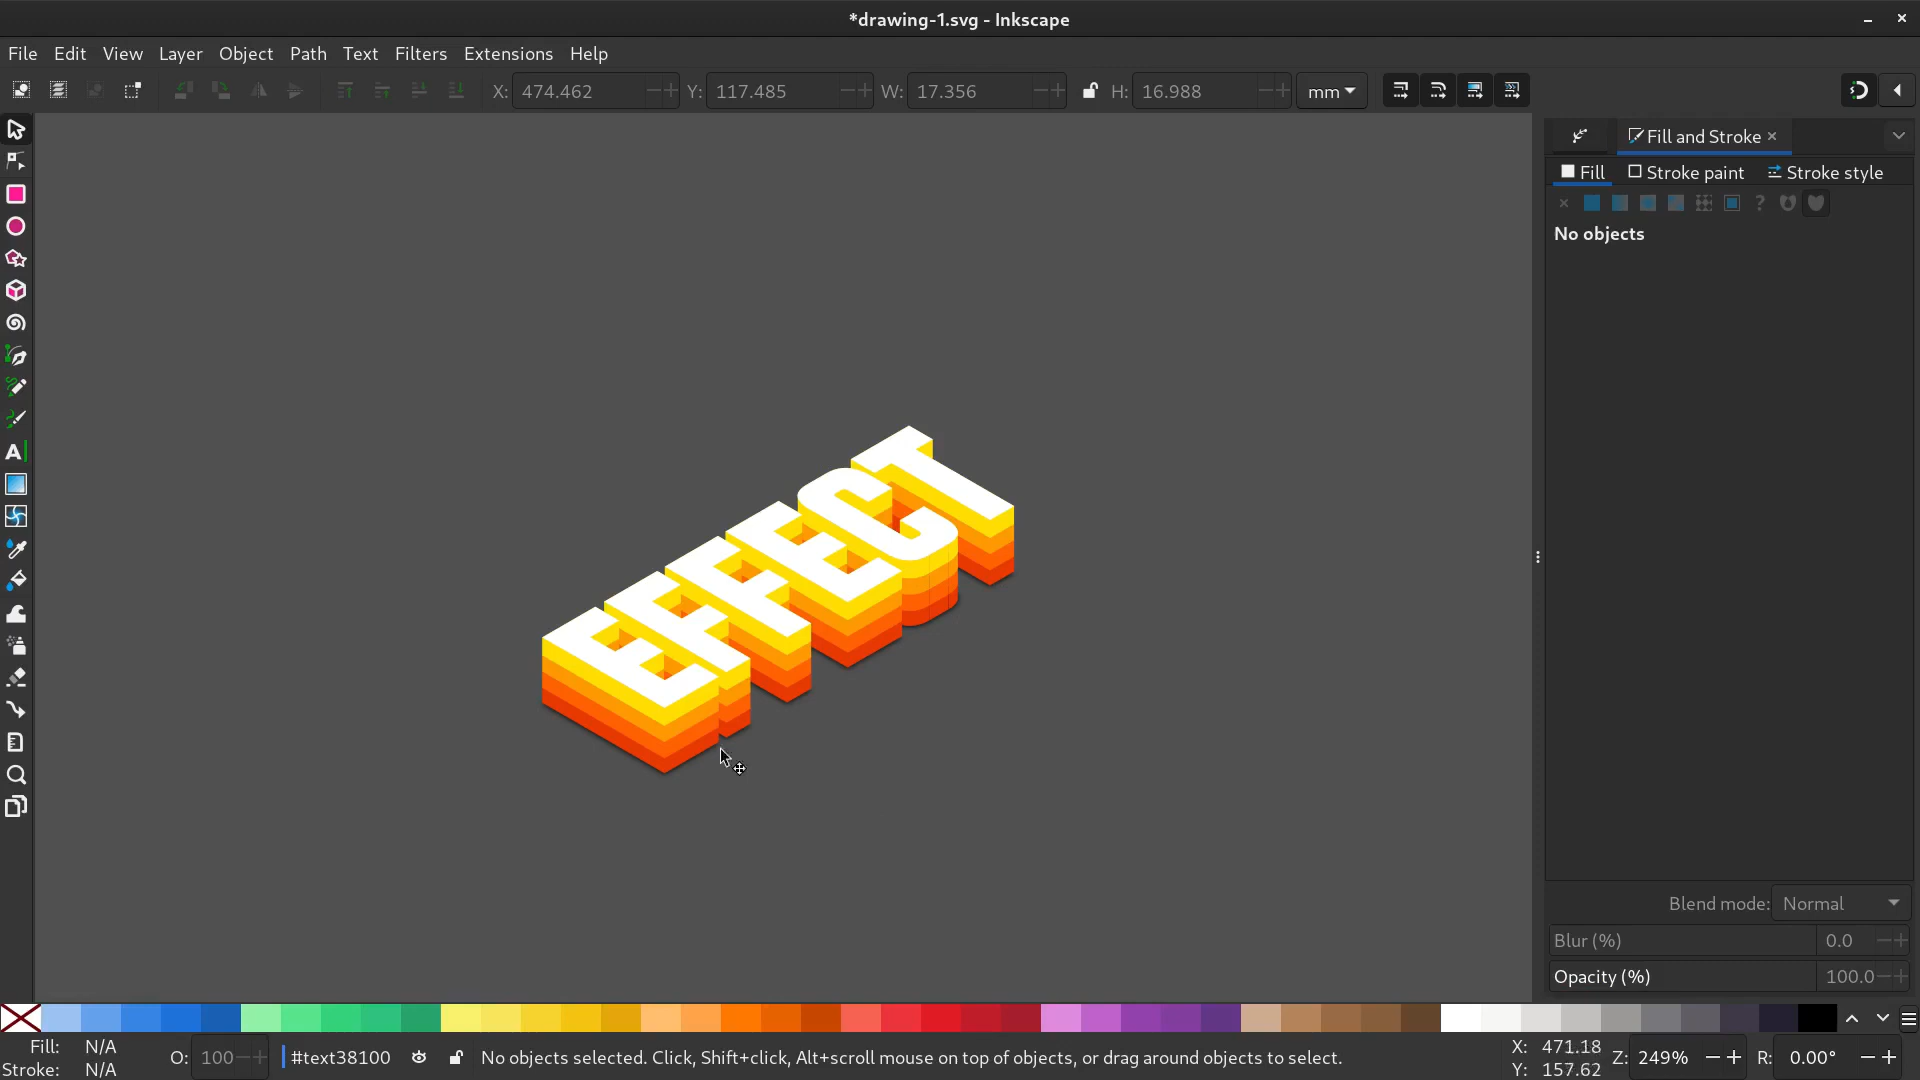 *drawing-1.svg - Inkscape
File Edit View Layer Object Path Text Filters Extensions Help
X: 474.462 Y: 117.485 W: 17.356 H: 16.988 mm
Fill and Stroke
Fill Stroke paint Stroke style
No objects
EFFECT
Blend mode: Normal
Blur (%) 0.0
Opacity (%) 100.0
Fill: N/A
Stroke: N/A
O: 100
#text38100
No objects selected. Click, Shift+click, Alt+scroll mouse on top of objects, or drag around objects to select.
X: 471.18
Y: 157.62
Z: 249%
R: 0.00°